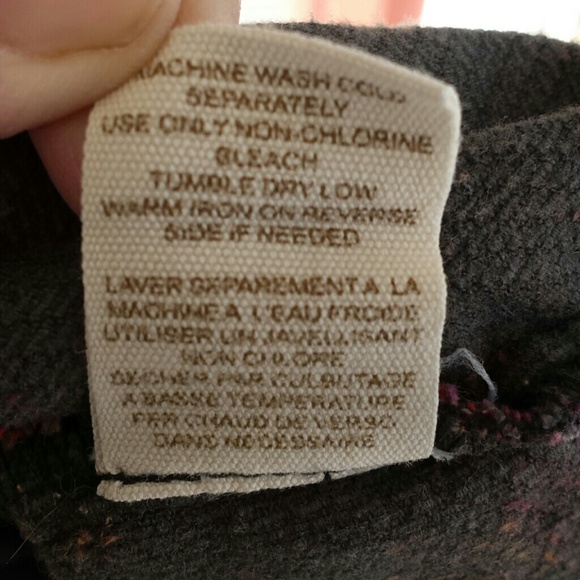 MACHINE WASH COLD
SEPARATELY
USE ONLY NON-CHLORINE
BLEACH
TUMBLE DRY LOW
WARM IRON ON REVERSE
SIDE IF NEEDED
LAVER SEPAREMENT A LA
MACHINE A L'EAU FROIDE
UTILISER UN JAVELLISANT
NON CHLORE
SECHER PAR CULBUTAGE
A BASSE TEMPERATURE
FER CHAUD DE VERSO
DANS NECESSAIRE